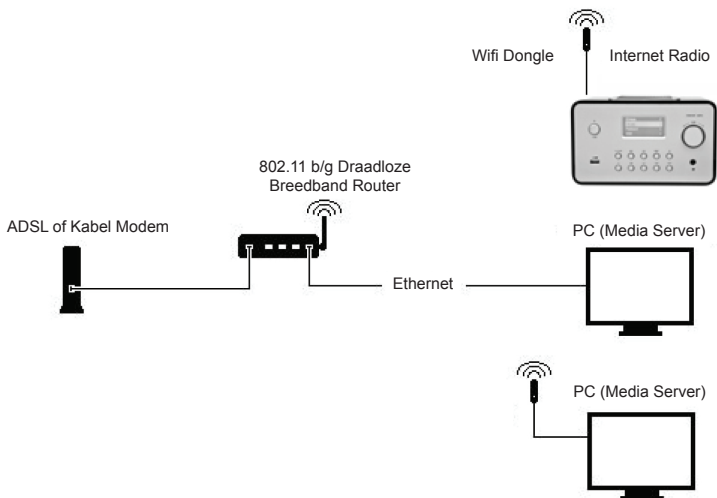 Wifi Dongle
Internet Radio
802.11 b/g Draadloze
Breedband Router
ADSL of Kabel Modem
PC (Media Server)
Ethernet
PC (Media Server)